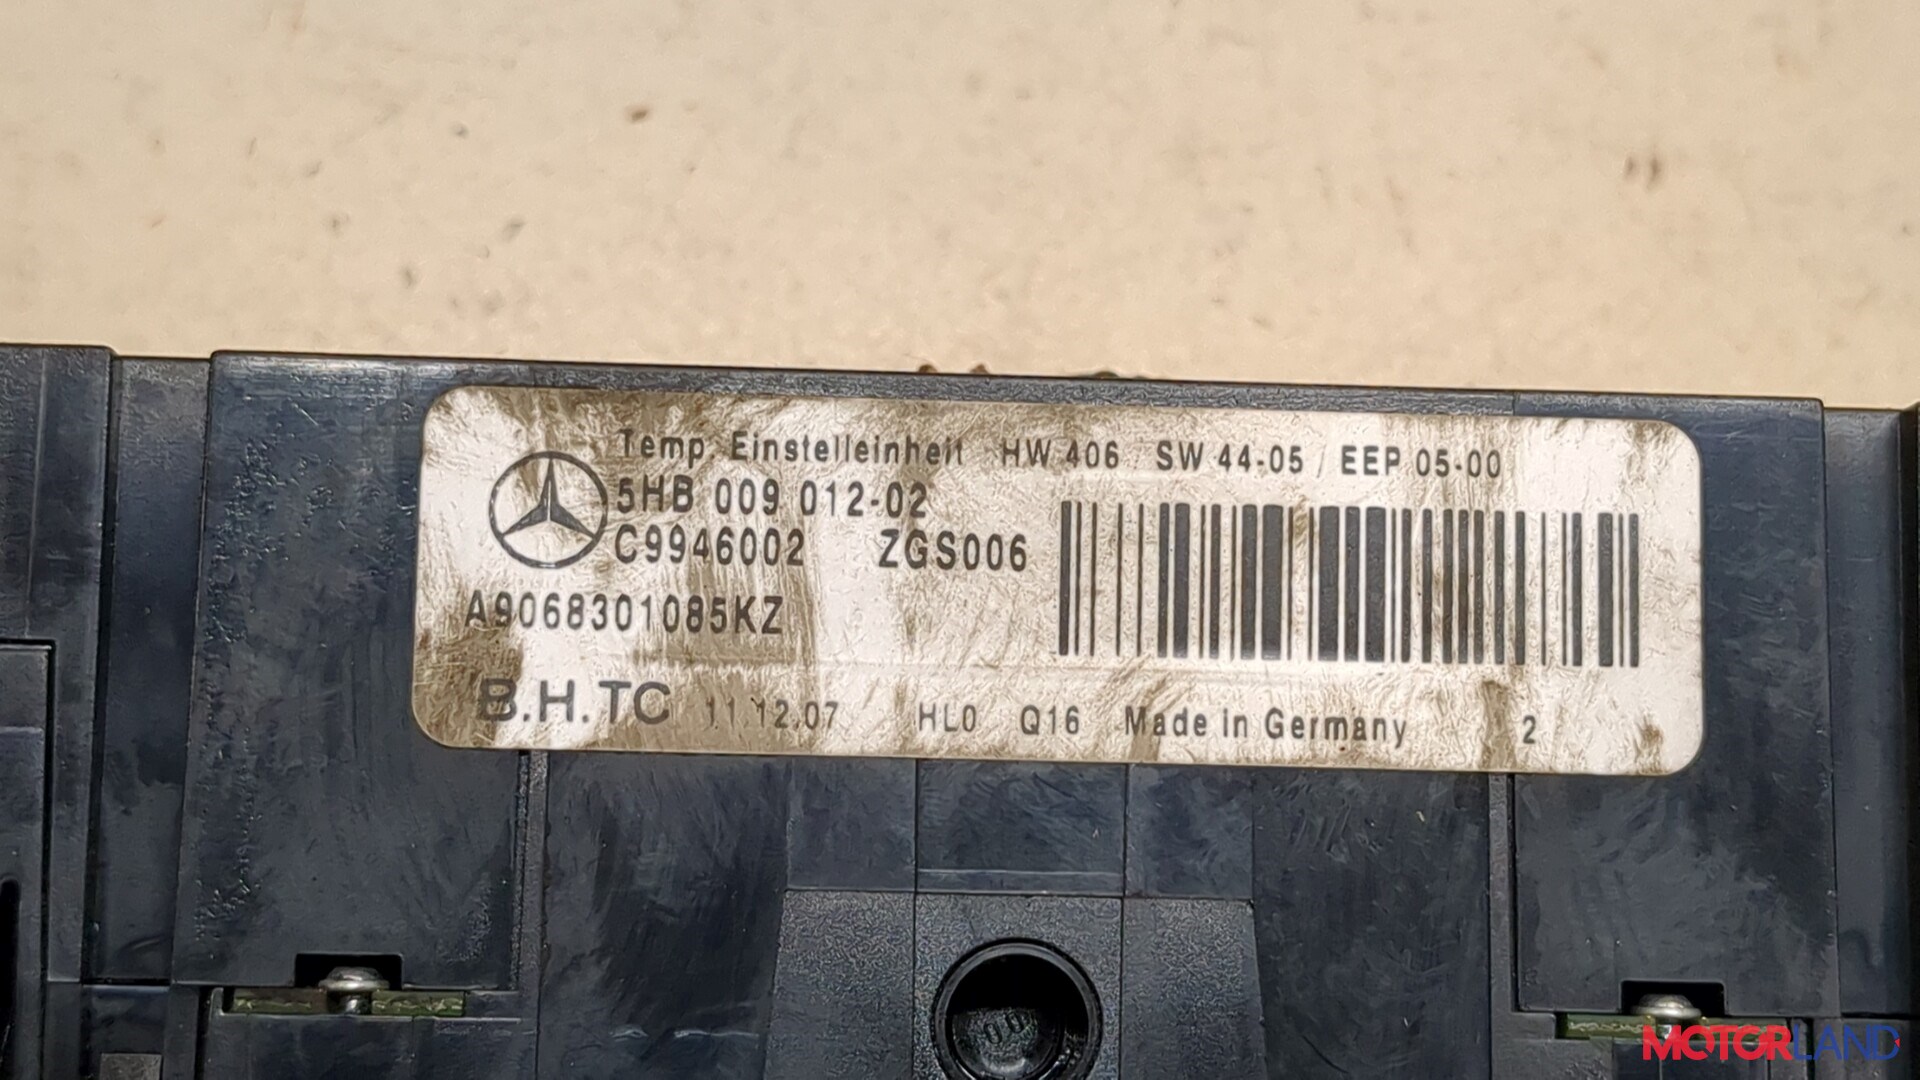 Temp. Einstelleinheit HW 406 / SW 44-05 / EEP 05-00
5HB 009 012-02
C9946002 ZGS006
A9068301085KZ
B.H.TC 11.12.07 HL0 Q16 Made in Germany 2
MOTORLAND